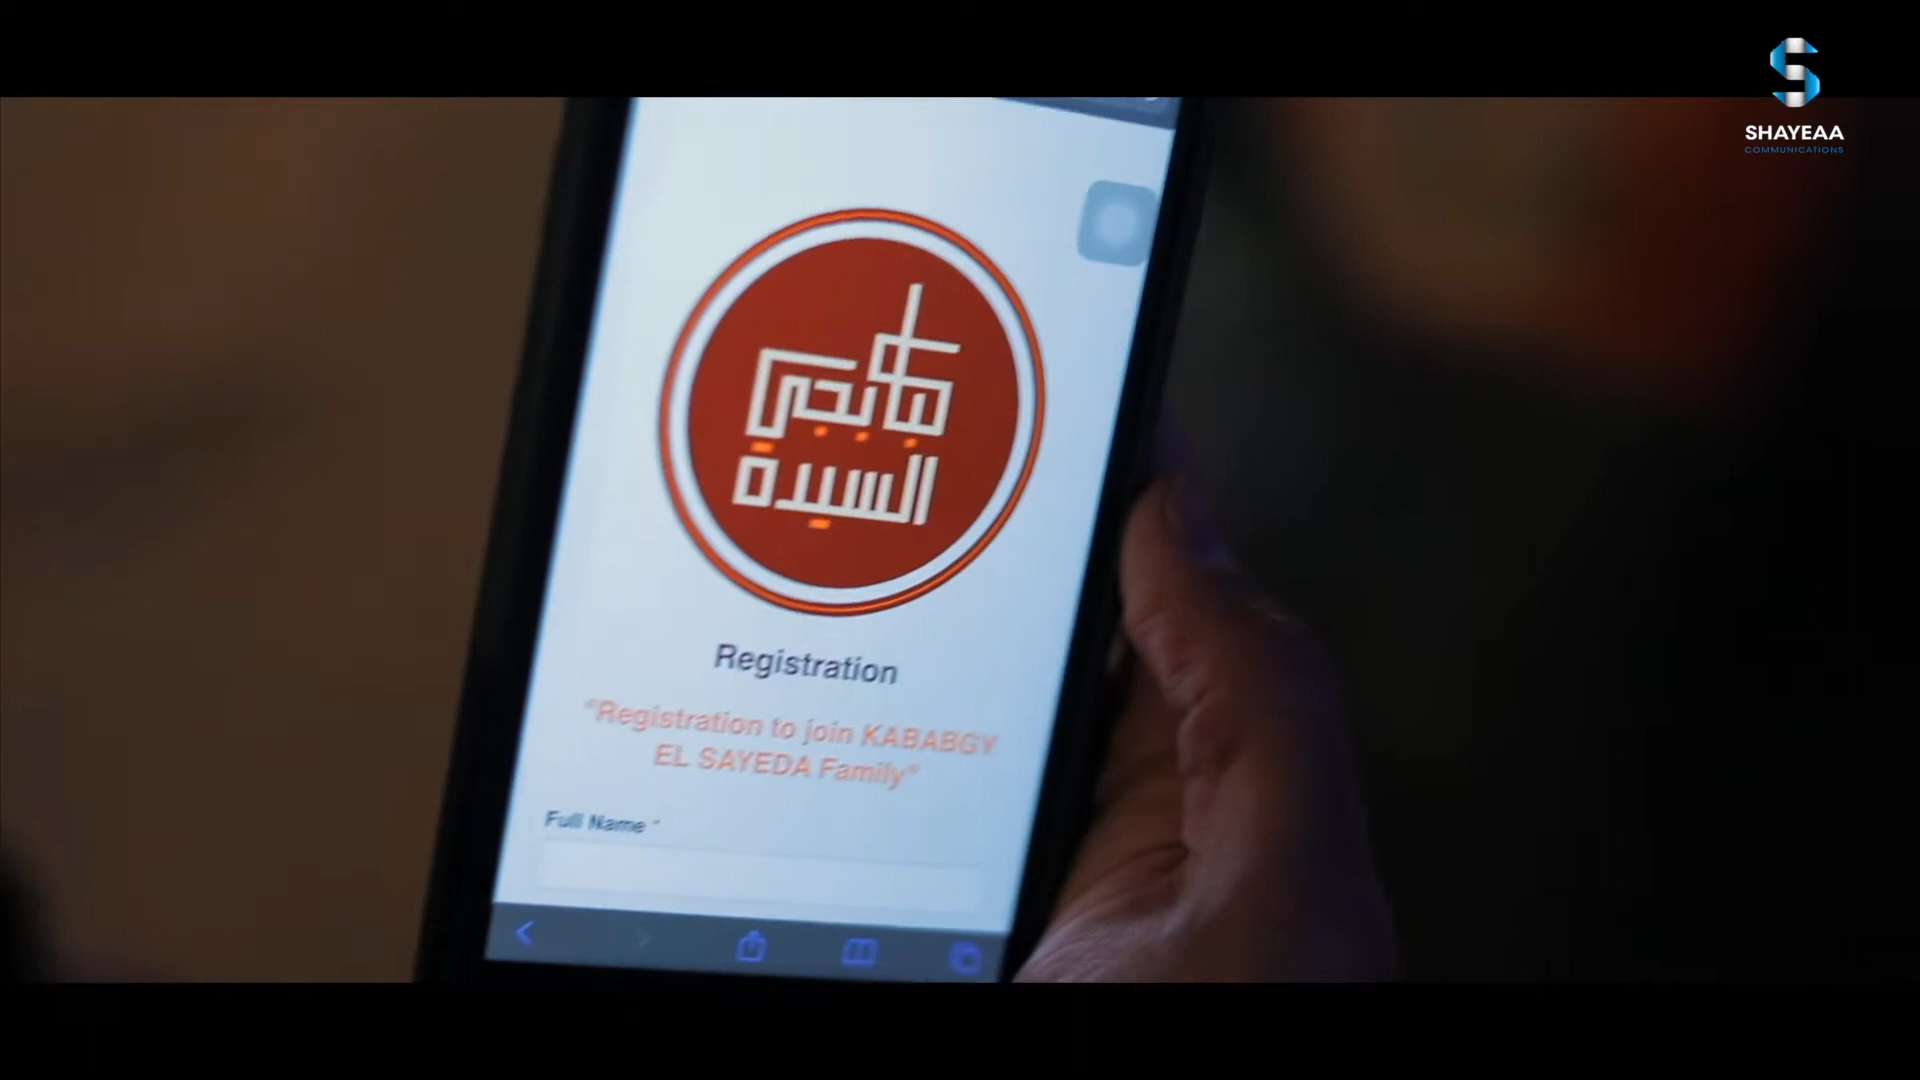 SHAYEAA
COMMUNICATIONS
كبابجي
السيدة
Registration
"Registration to join KABABGY
EL SAYEDA Family"
Full Name *